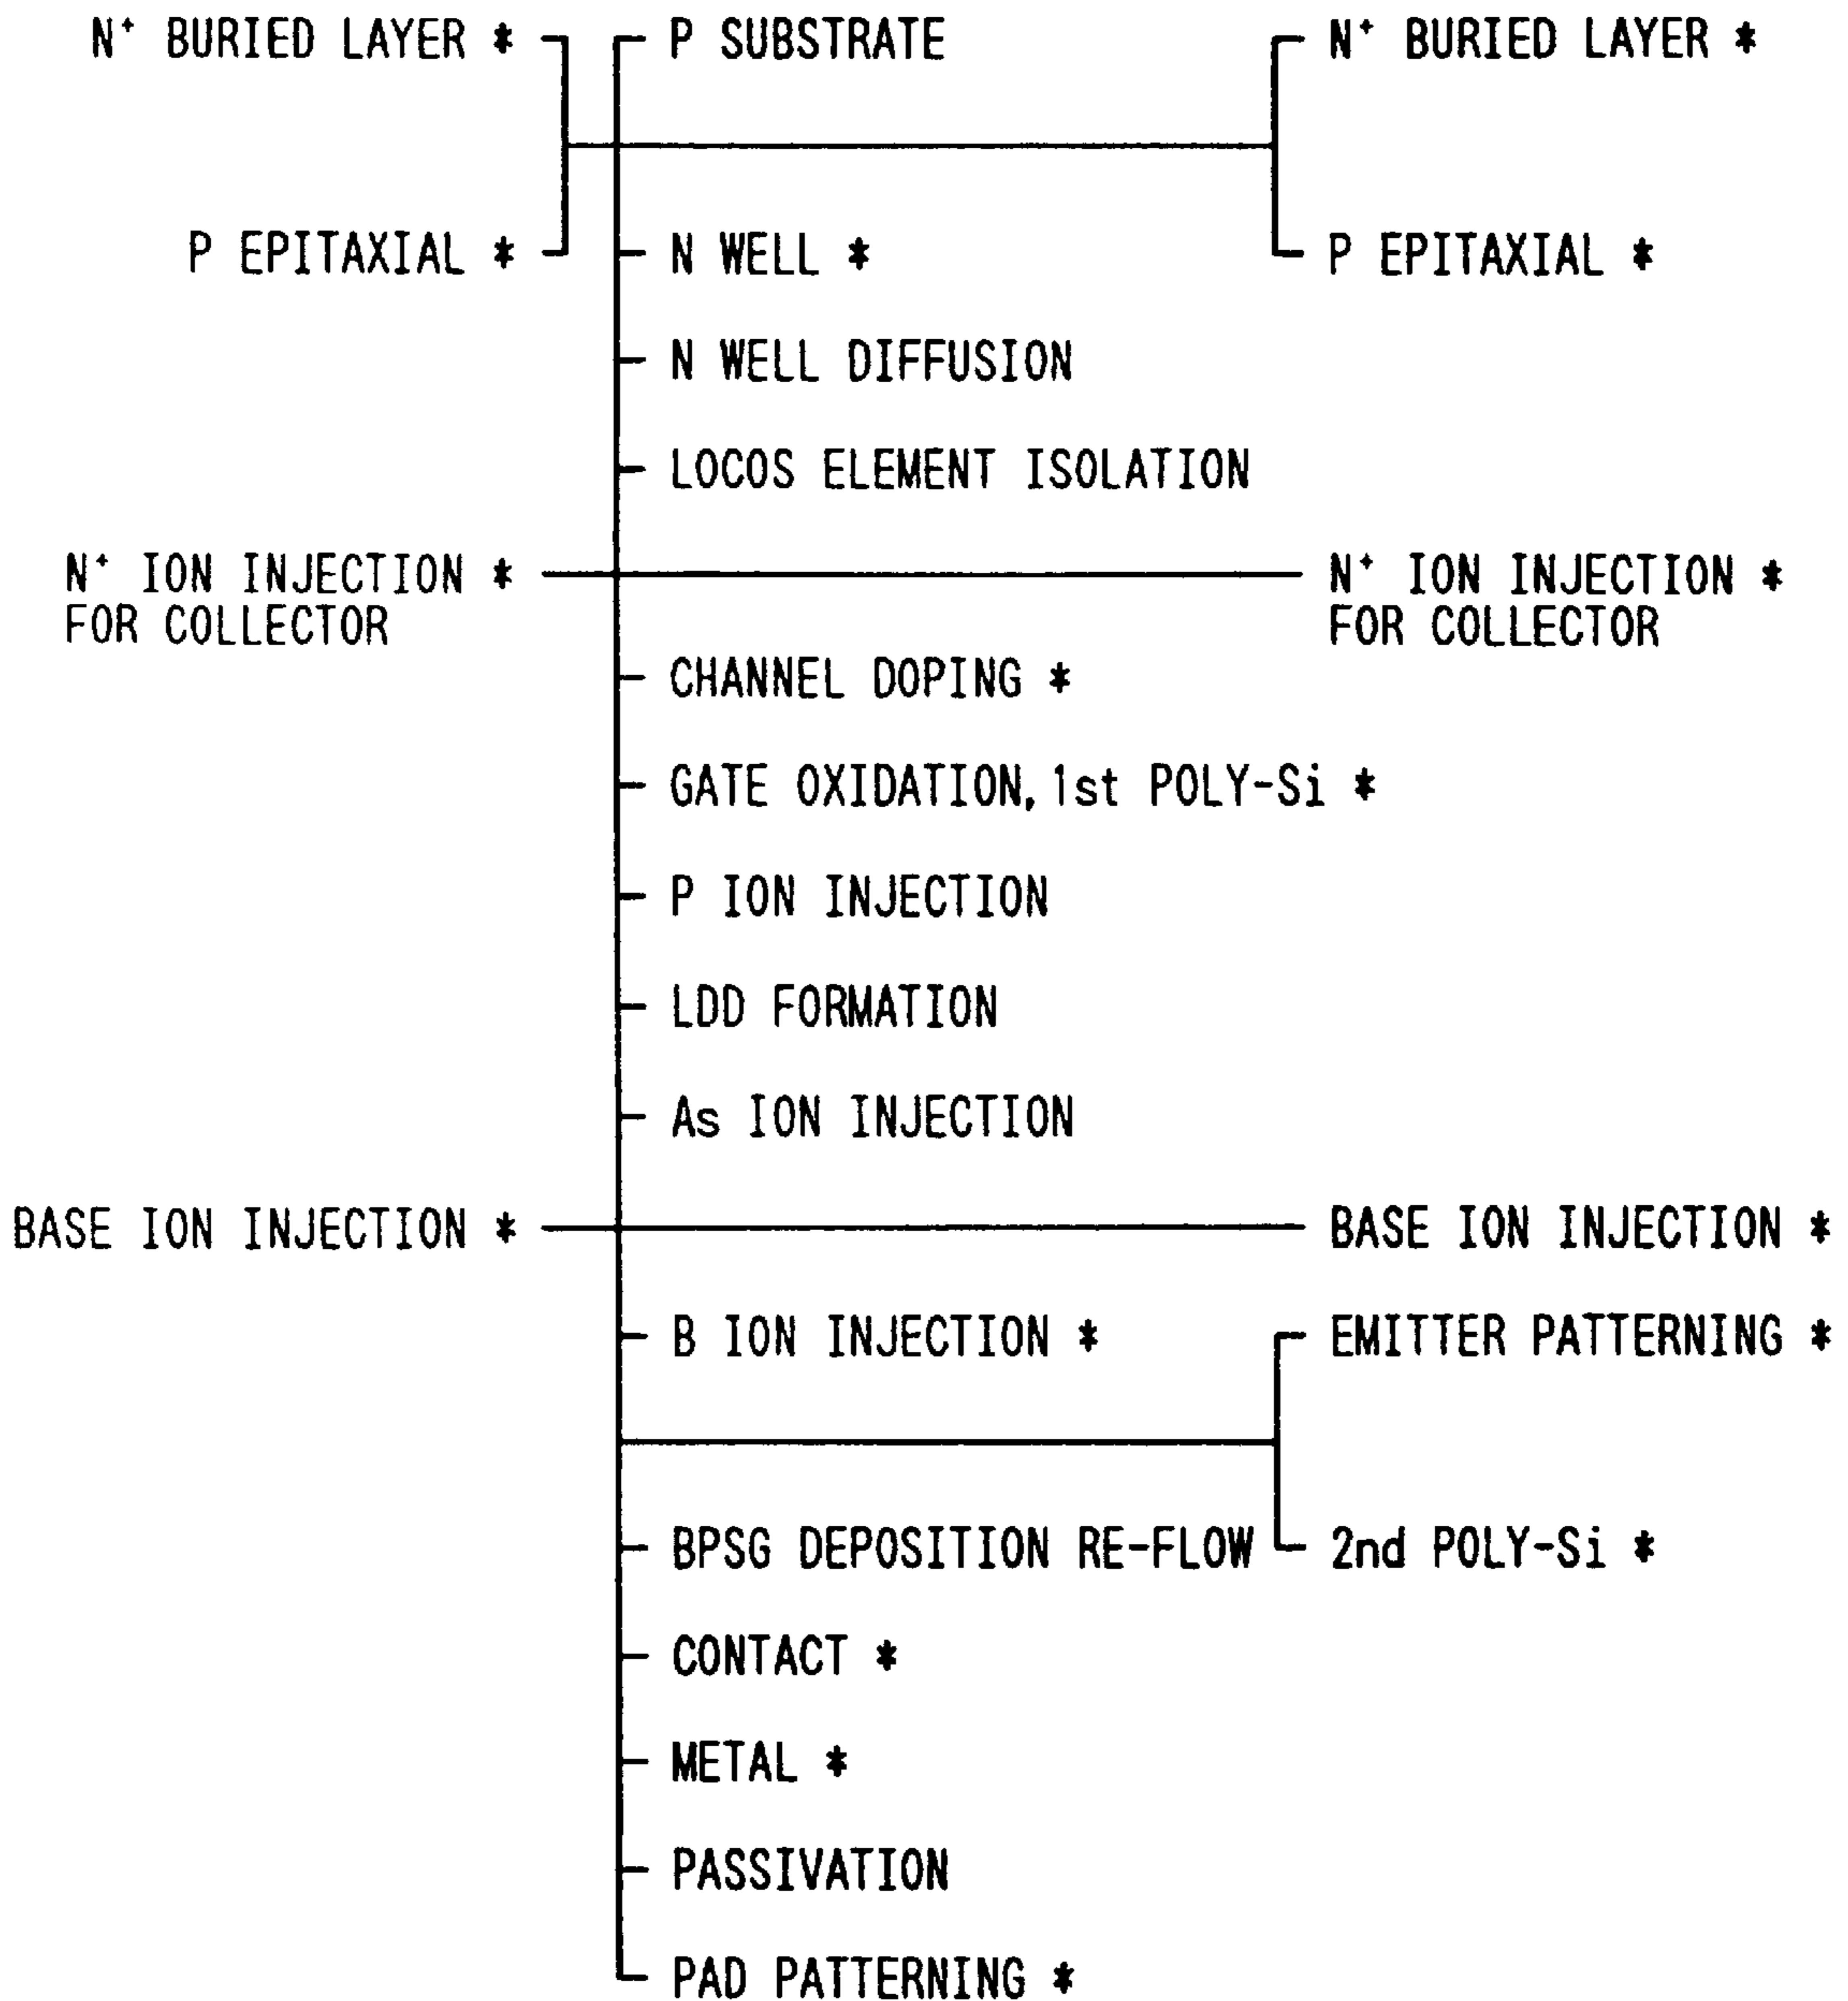 N⁺ BURIED LAYER *
P SUBSTRATE
N⁺ BURIED LAYER *
P EPITAXIAL *
N WELL *
P EPITAXIAL *
N WELL DIFFUSION
LOCOS ELEMENT ISOLATION
N⁺ ION INJECTION *
FOR COLLECTOR
N⁺ ION INJECTION *
FOR COLLECTOR
CHANNEL DOPING *
GATE OXIDATION, 1st POLY-Si *
P ION INJECTION
LDD FORMATION
As ION INJECTION
BASE ION INJECTION *
BASE ION INJECTION *
B ION INJECTION *
EMITTER PATTERNING *
BPSG DEPOSITION RE-FLOW
2nd POLY-Si *
CONTACT *
METAL *
PASSIVATION
PAD PATTERNING *